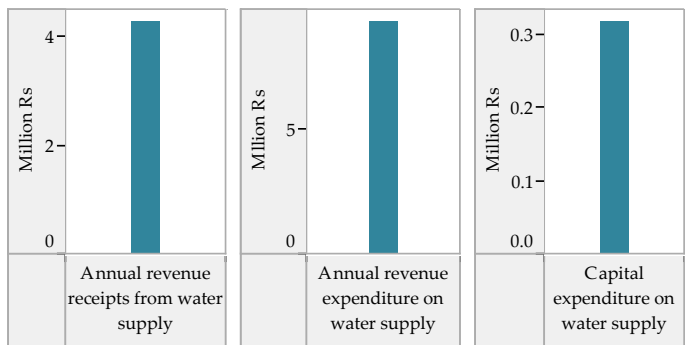 Million Rs
4
2
0
Annual revenue
receipts from water
supply
Mllion Rs
5
0
Annual revenue
expenditure on
water supply
Million Rs
0.3
0.2
0.1
0.0
Capital
expenditure on
water supply